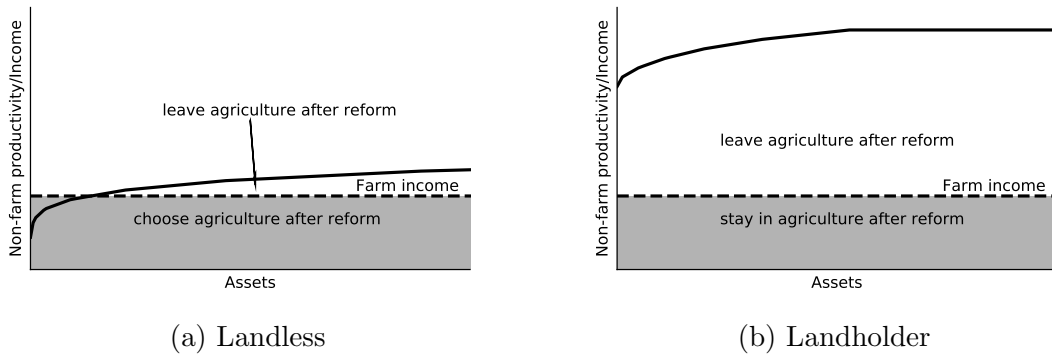 Non-farm productivity/Income
leave agriculture after reform
Farm income
choose agriculture after reform
Assets
(a) Landless
Non-farm productivity/Income
leave agriculture after reform
Farm income
stay in agriculture after reform
Assets
(b) Landholder